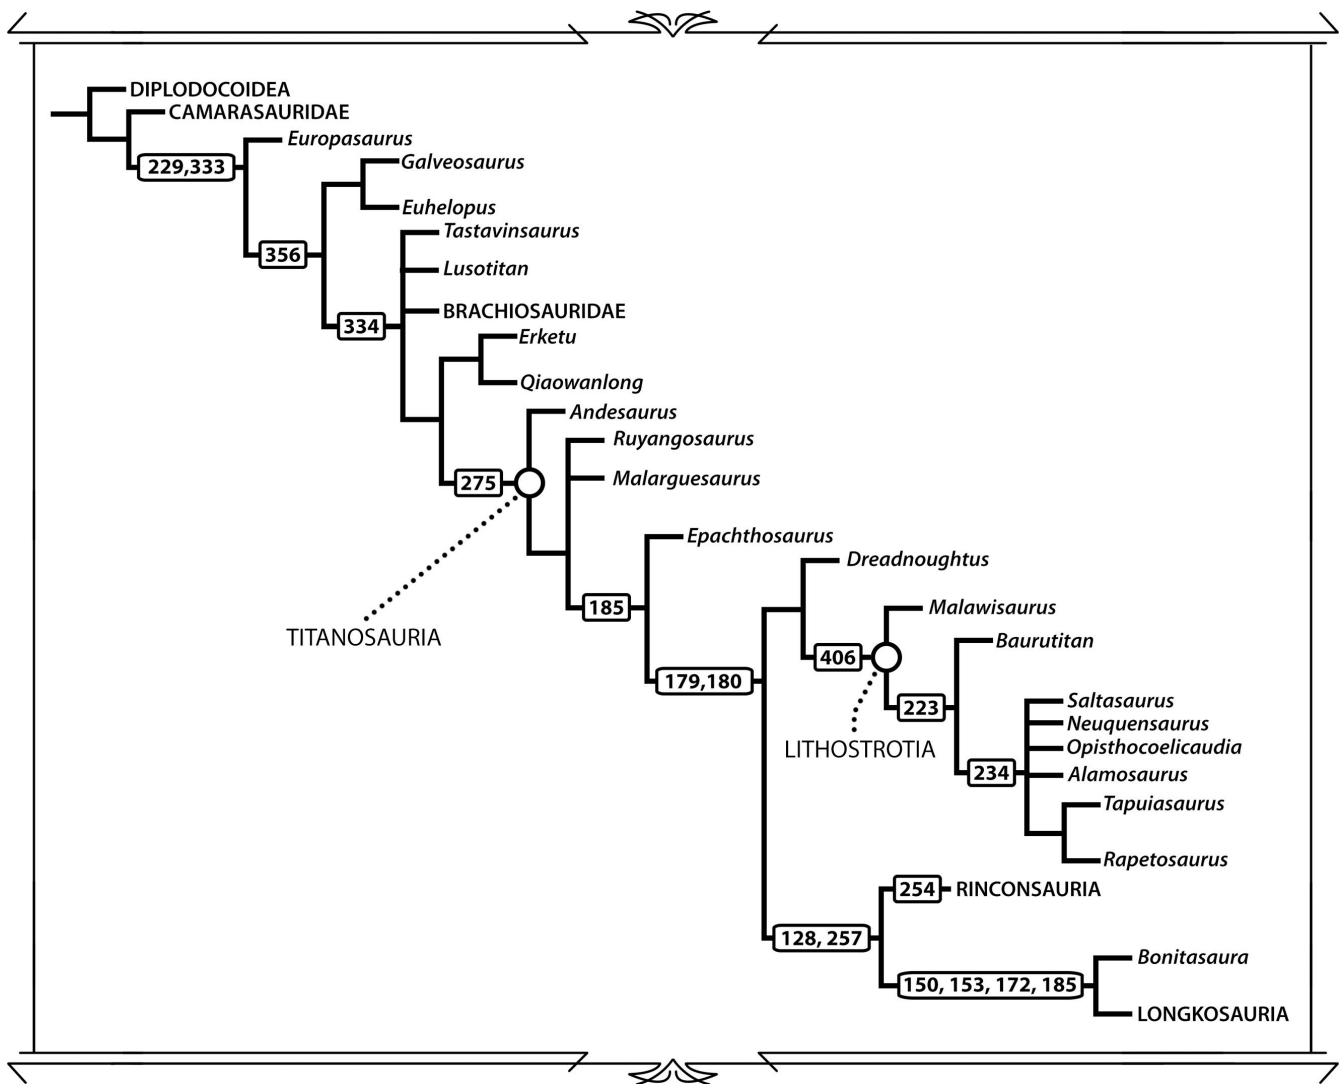 DIPLODOCOIDEA
CAMARASAURIDAE
Europasaurus
229,333
Galveosaurus
Euhelopus
Tastavinsaurus
356
Lusotitan
BRACHIOSAURIDAE
334
Erketu
Qiaowanlong
Andesaurus
Ruyangosaurus
Malarguesaurus
275
Epachthosaurus
Dreadnoughtus
185
Malawisaurus
TITANOSAURIA
Baurutitan
406
179,180
Saltasaurus
223
Neuquensaurus
LITHOSTROTIA
Opisthocoelicaudia
234
Alamosaurus
Tapuiasaurus
Rapetosaurus
254
RINCONSAURIA
128, 257
Bonitasaura
150, 153, 172, 185
LONGKOSAURIA